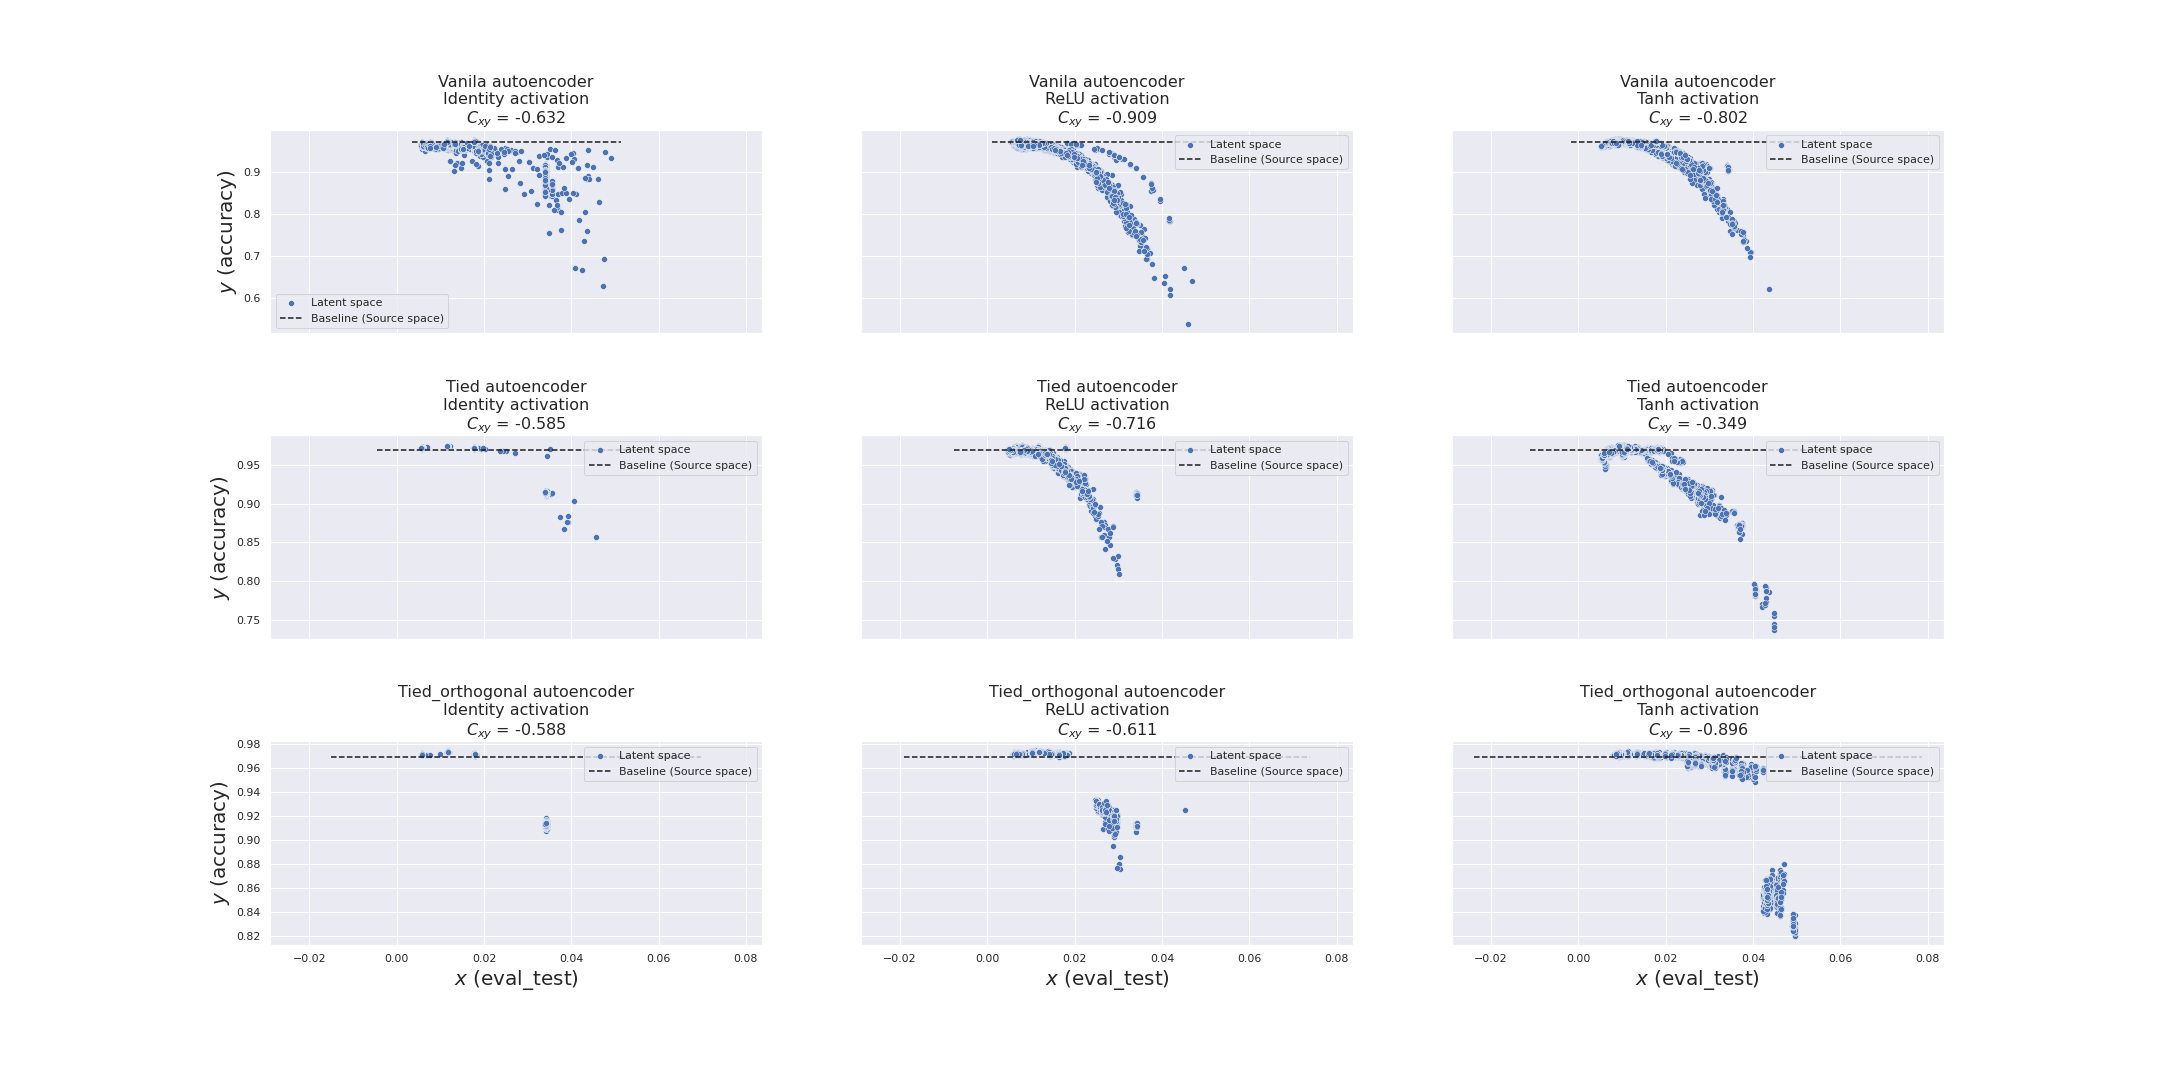 Vanila autoencoder
Identity activation
Cxy = -0.632
Vanila autoencoder
ReLU activation
Cxy = -0.909
Vanila autoencoder
Tanh activation
Cxy = -0.802
y (accuracy)
0.9
0.8
0.7
0.6
Latent space
Baseline (Source space)
Latent space
Baseline (Source space)
Latent space
Baseline (Source space)
Tied autoencoder
Identity activation
Cxy = -0.585
Tied autoencoder
ReLU activation
Cxy = -0.716
Tied autoencoder
Tanh activation
Cxy = -0.349
y (accuracy)
0.95
0.90
0.85
0.80
0.75
Latent space
Baseline (Source space)
Latent space
Baseline (Source space)
Latent space
Baseline (Source space)
Tied_orthogonal autoencoder
Identity activation
Cxy = -0.588
Tied_orthogonal autoencoder
ReLU activation
Cxy = -0.611
Tied_orthogonal autoencoder
Tanh activation
Cxy = -0.896
y (accuracy)
0.98
0.96
0.94
0.92
0.90
0.88
0.86
0.84
0.82
Latent space
Baseline (Source space)
Latent space
Baseline (Source space)
Latent space
Baseline (Source space)
−0.02 0.00 0.02 0.04 0.06 0.08
x (eval_test)
−0.02 0.00 0.02 0.04 0.06 0.08
x (eval_test)
−0.02 0.00 0.02 0.04 0.06 0.08
x (eval_test)